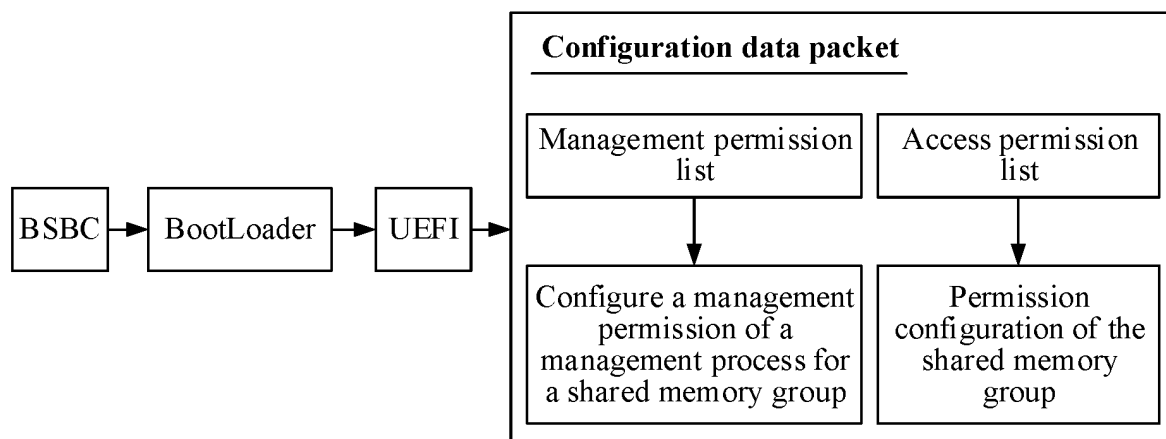 BSBC
BootLoader
UEFI
Configuration data packet
Management permission
list
Access permission
list
Configure a management
permission of a
management process for
a shared memory group
Permission
configuration of the
shared memory
group